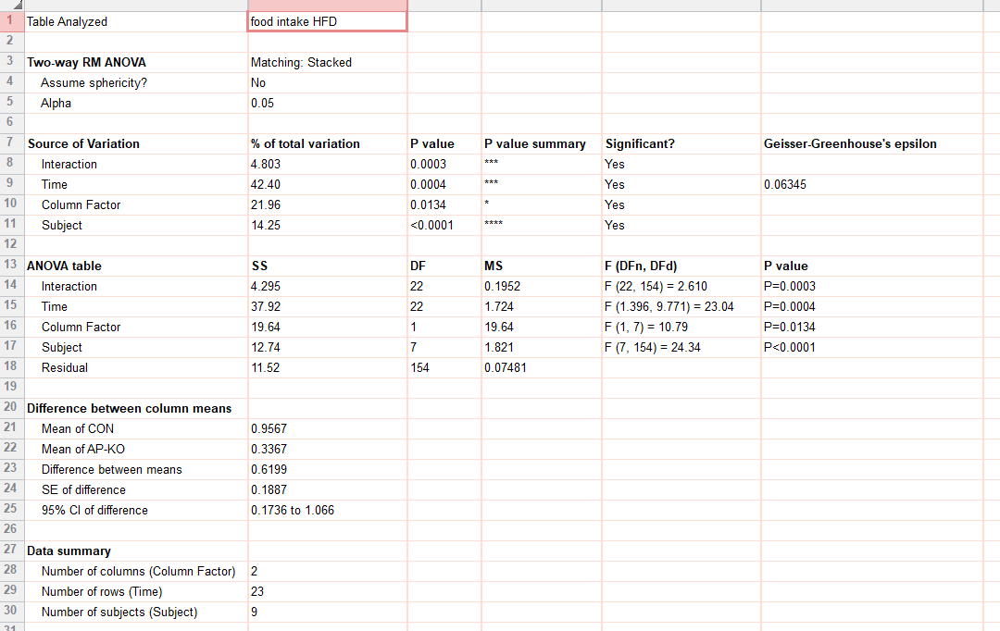 1 Table Analyzed food intake HFD
2
3 Two-way RM ANOVA Matching: Stacked
4 Assume sphericity? No
5 Alpha 0.05
6
7 Source of Variation % of total variation P value P value summary Significant? Geisser-Greenhouse's epsilon
8 Interaction 4.803 0.0003 *** Yes
9 Time 42.40 0.0004 *** Yes 0.06345
10 Column Factor 21.96 0.0134 * Yes
11 Subject 14.25 <0.0001 **** Yes
12
13 ANOVA table SS DF MS F (DFn, DFd) P value
14 Interaction 4.295 22 0.1952 F (22, 154) = 2.610 P=0.0003
15 Time 37.92 22 1.724 F (1.396, 9.771) = 23.04 P=0.0004
16 Column Factor 19.64 1 19.64 F (1, 7) = 10.79 P=0.0134
17 Subject 12.74 7 1.821 F (7, 154) = 24.34 P<0.0001
18 Residual 11.52 154 0.07481
19
20 Difference between column means
21 Mean of CON 0.9567
22 Mean of AP-KO 0.3367
23 Difference between means 0.6199
24 SE of difference 0.1887
25 95% CI of difference 0.1736 to 1.066
26
27 Data summary
28 Number of columns (Column Factor) 2
29 Number of rows (Time) 23
30 Number of subjects (Subject) 9
31